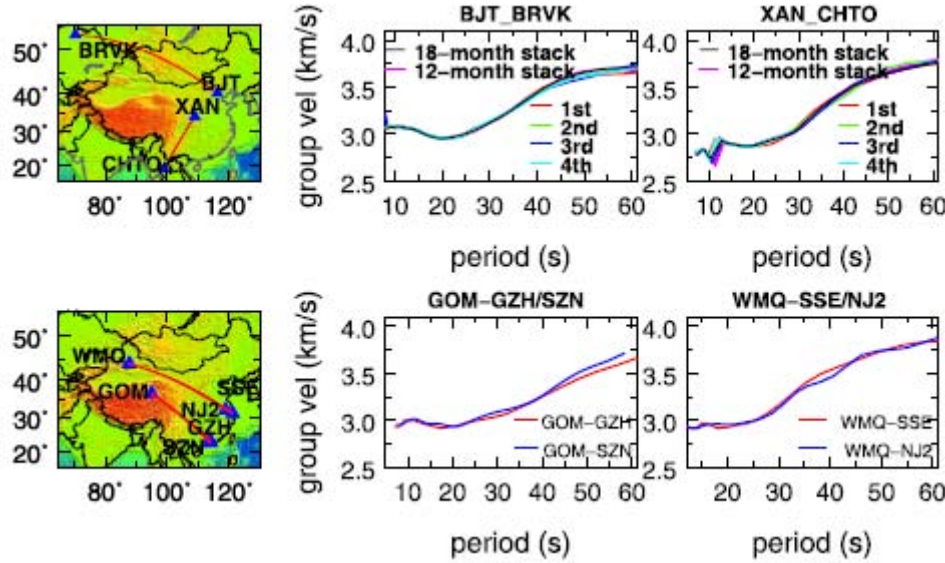 BJT_BRVK
XAN_CHTO
50°
40°
30°
20°
BRVK
BJT
XAN
CHTO
80° 100° 120°
group vel (km/s)
4.0
3.5
3.0
2.5
18-month stack
12-month stack
1st
2nd
3rd
4th
10 20 30 40 50 60
period (s)
4.0
3.5
3.0
2.5
18-month stack
12-month stack
1st
2nd
3rd
4th
10 20 30 40 50 60
period (s)
GOM-GZH/SZN
WMQ-SSE/NJ2
50°
40°
30°
20°
WMQ
GOM
SSE
NJ2
GZH
SZN
80° 100° 120°
group vel (km/s)
4.0
3.5
3.0
2.5
GOM-GZH
GOM-SZN
10 20 30 40 50 60
period (s)
4.0
3.5
3.0
2.5
WMQ-SSE
WMQ-NJ2
20 30 40 50 60
period (s)